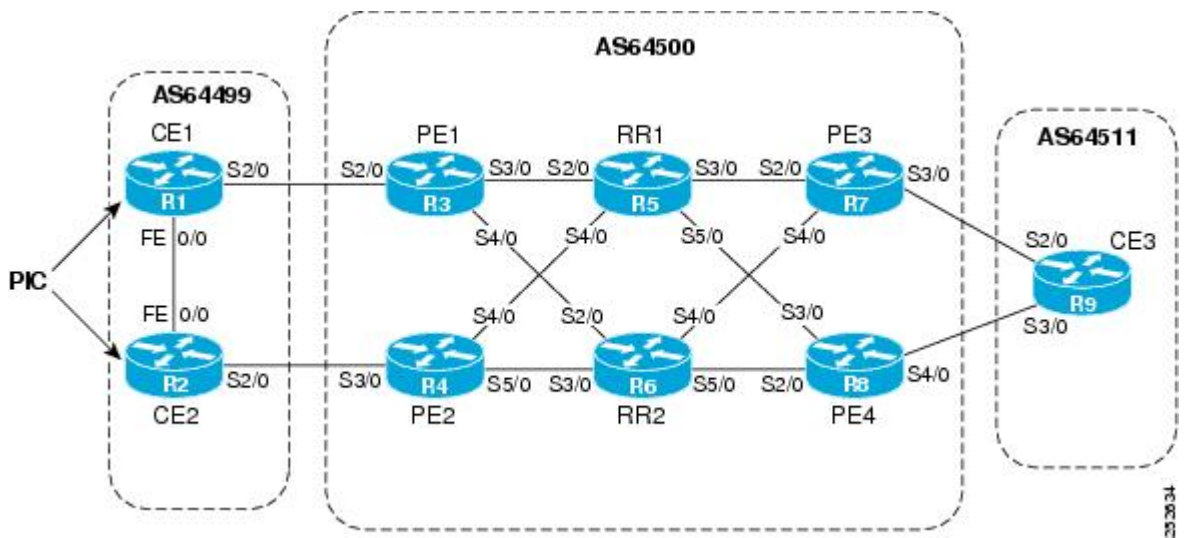 AS64500
AS64499
AS64511
CE1
PE1
RR1
PE3
S2/0
S2/0
S3/0
S2/0
S3/0
S2/0
S3/0
R1
R3
R5
R7
FE 0/0
S4/0
S4/0
S5/0
S4/0
S2/0
CE3
PIC
R9
FE 0/0
S4/0
S2/0
S4/0
S3/0
S3/0
R2
R4
R6
R8
S2/0
S3/0
S5/0
S3/0
S5/0
S2/0
S4/0
CE2
PE2
RR2
PE4
252634